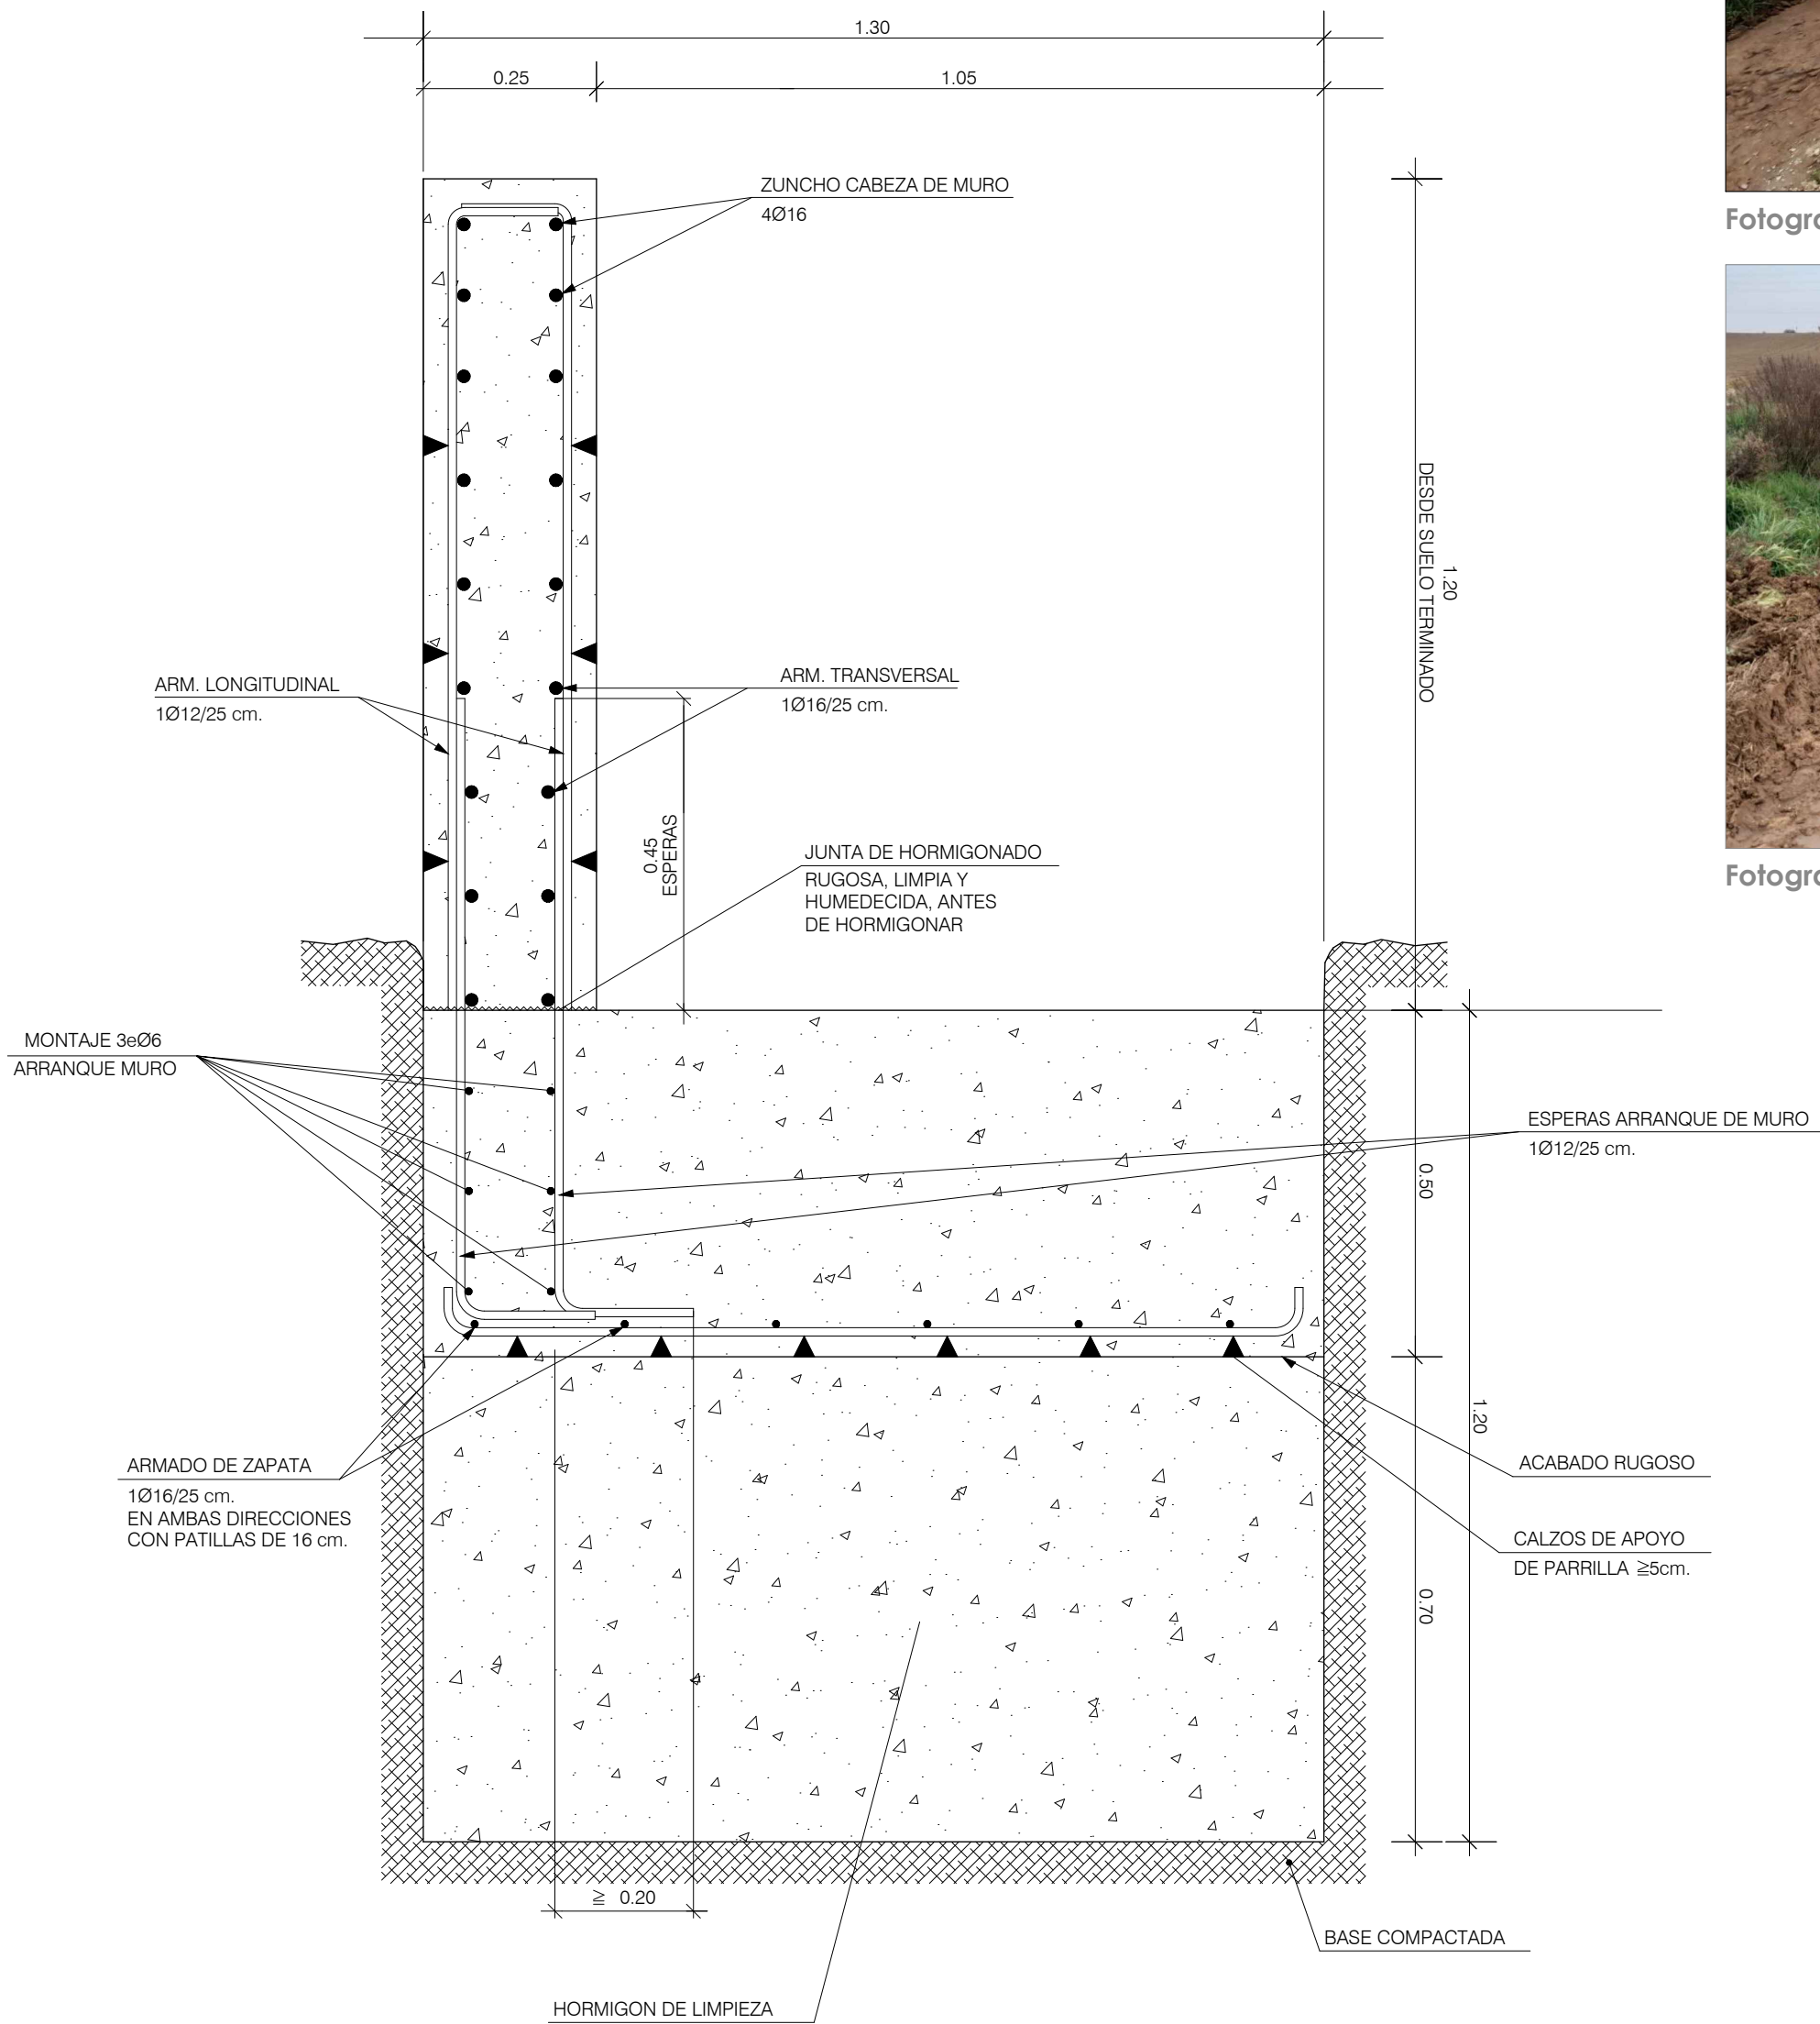 1.30
0.25
1.05
ZUNCHO CABEZA DE MURO
4Ø16
Fotogra
DESDE SUELO TERMINADO
1.20
ARM. LONGITUDINAL
1Ø12/25 cm.
ARM. TRANSVERSAL
1Ø16/25 cm.
0.45
ESPERAS
JUNTA DE HORMIGONADO
RUGOSA, LIMPIA Y
HUMEDECIDA, ANTES
DE HORMIGONAR
Fotogra
MONTAJE 3eØ6
ARRANQUE MURO
ESPERAS ARRANQUE DE MURO
1Ø12/25 cm.
0.50
1.20
ARMADO DE ZAPATA
1Ø16/25 cm.
EN AMBAS DIRECCIONES
CON PATILLAS DE 16 cm.
ACABADO RUGOSO
CALZOS DE APOYO
DE PARRILLA ≧5cm.
0.70
≧ 0.20
BASE COMPACTADA
HORMIGON DE LIMPIEZA